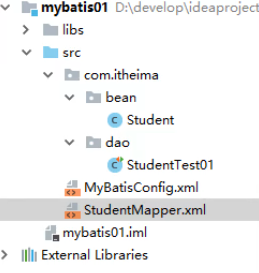 mybatis01 D:\develop\ideaproject
libs
src
com.itheima
bean
Student
dao
StudentTest01
MyBatisConfig.xml
StudentMapper.xml
mybatis01.iml
External Libraries